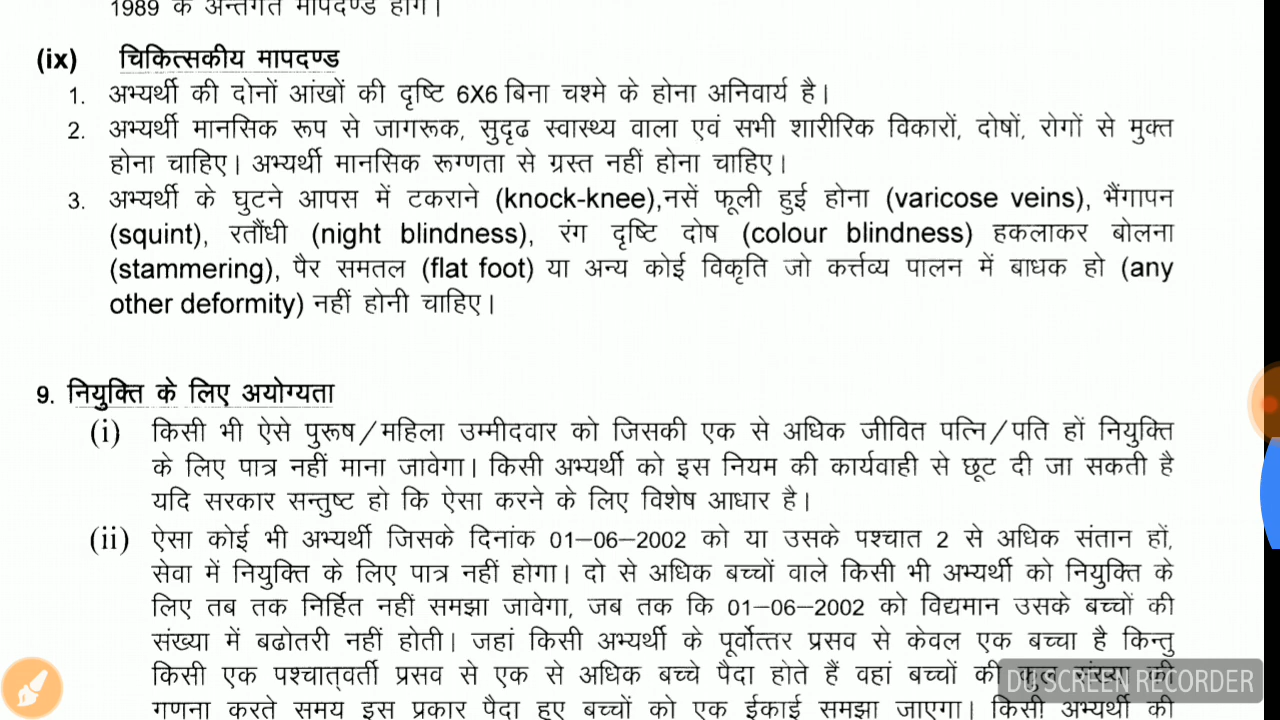 1989 के अन्तर्गत मापदण्ड होंगे।
(ix) चिकित्सकीय मापदण्ड
1. अभ्यर्थी की दोनों आंखों की दृष्टि 6X6 बिना चश्मे के होना अनिवार्य है।
2. अभ्यर्थी मानसिक रूप से जागरूक, सुदृढ स्वास्थ्य वाला एवं सभी शारीरिक विकारों, दोषों, रोगों से मुक्त
होना चाहिए। अभ्यर्थी मानसिक रूग्णता से ग्रस्त नहीं होना चाहिए।
3. अभ्यर्थी के घुटने आपस में टकराने (knock-knee),नसें फूली हुई होना (varicose veins), भैंगापन
(squint), रतौंधी (night blindness), रंग दृष्टि दोष (colour blindness) हकलाकर बोलना
(stammering), पैर समतल (flat foot) या अन्य कोई विकृति जो कर्त्तव्य पालन में बाधक हो (any
other deformity) नहीं होनी चाहिए।
9. नियुक्ति के लिए अयोग्यता
(i) किसी भी ऐसे पुरूष/महिला उम्मीदवार को जिसकी एक से अधिक जीवित पत्नि/पति हों नियुक्ति
के लिए पात्र नहीं माना जावेगा। किसी अभ्यर्थी को इस नियम की कार्यवाही से छूट दी जा सकती है
यदि सरकार सन्तुष्ट हो कि ऐसा करने के लिए विशेष आधार है।
(ii) ऐसा कोई भी अभ्यर्थी जिसके दिनांक 01–06–2002 को या उसके पश्चात 2 से अधिक संतान हों,
सेवा में नियुक्ति के लिए पात्र नहीं होगा। दो से अधिक बच्चों वाले किसी भी अभ्यर्थी को नियुक्ति के
लिए तब तक निर्हित नहीं समझा जावेगा, जब तक कि 01–06–2002 को विद्यमान उसके बच्चों की
संख्या में बढोतरी नहीं होती। जहां किसी अभ्यर्थी के पूर्वोत्तर प्रसव से केवल एक बच्चा है किन्तु
किसी एक पश्चात्वर्ती प्रसव से एक से अधिक बच्चे पैदा होते हैं वहां बच्चों की कुल संख्या की
गणना करते समय इस प्रकार पैदा हुए बच्चों को एक ईकाई समझा जाएगा। किसी अभ्यर्थी की
DU SCREEN RECORDER